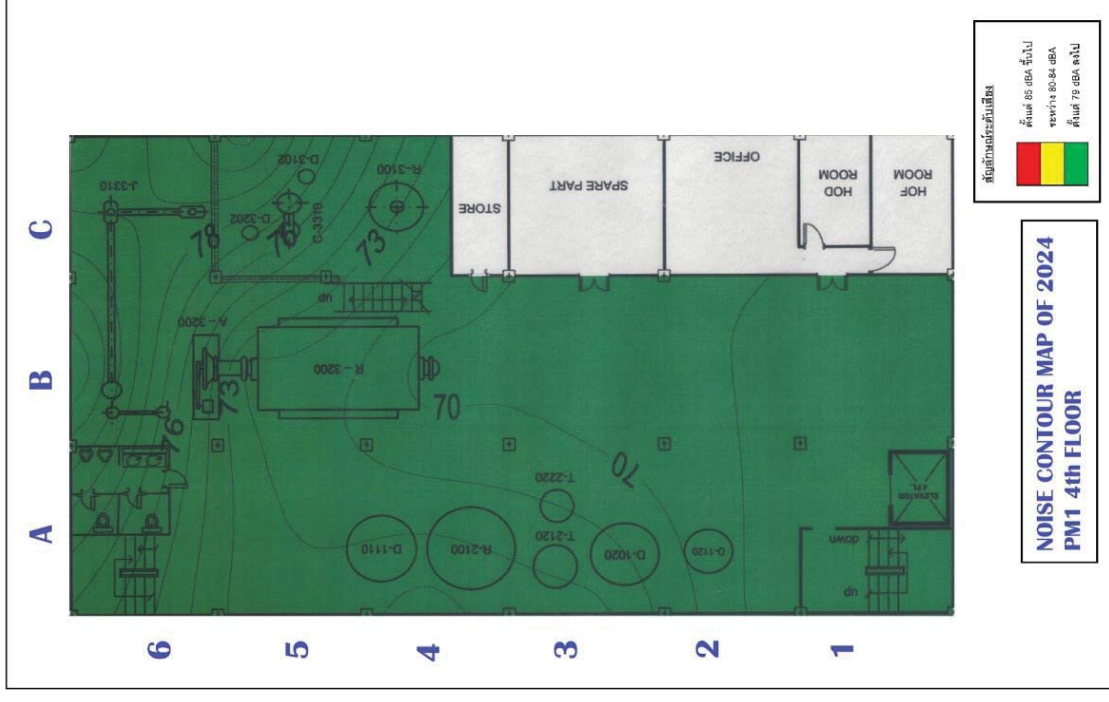 A
B
C
6
5
4
3
2
1
J-3310
D-3102
D-3202
C-3310
R-3100
78
73
A - 3200
up
R - 3200
73
76
70
70
STORE
SPARE PART
OFFICE
HOD
ROOM
HOF
ROOM
T-2220
T-2120
D-1110
R-2100
D-1020
D-1120
ELEVATOR
down
up
NOISE CONTOUR MAP OF 2024
PM1 4th FLOOR
สัญลักษณ์ระดับเสียง
ตั้งแต่ 85 dBA ขึ้นไป
ระหว่าง 80-84 dBA
ตั้งแต่ 79 dBA ลงไป